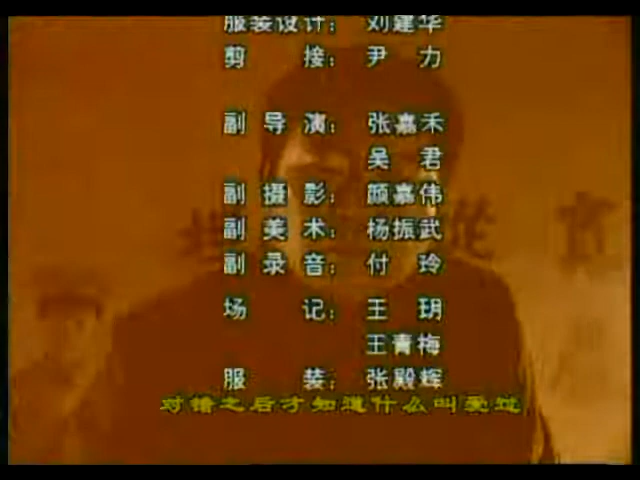 服装设计：刘建华
剪接：尹力
副导演：张嘉禾
吴君
副摄影：颜嘉伟
副美术：杨振武
副录音：付玲
场记：王玥
王青梅
服装：张殿辉
对错之后才知道什么叫爱过